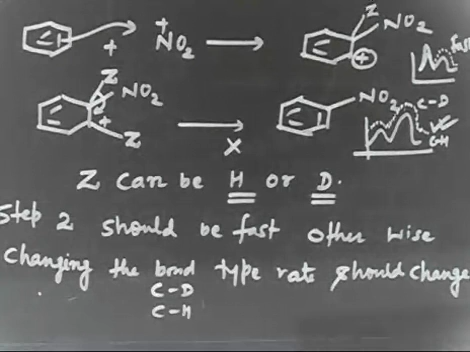 Z
+
+
NO2
NO2
+
Fast
Z
NO2
+
Z
X
NO2
C-D
C-H
Z can be H or D.
Step 2 should be fast other wise
changing the bond type rate should change
C-D
C-H